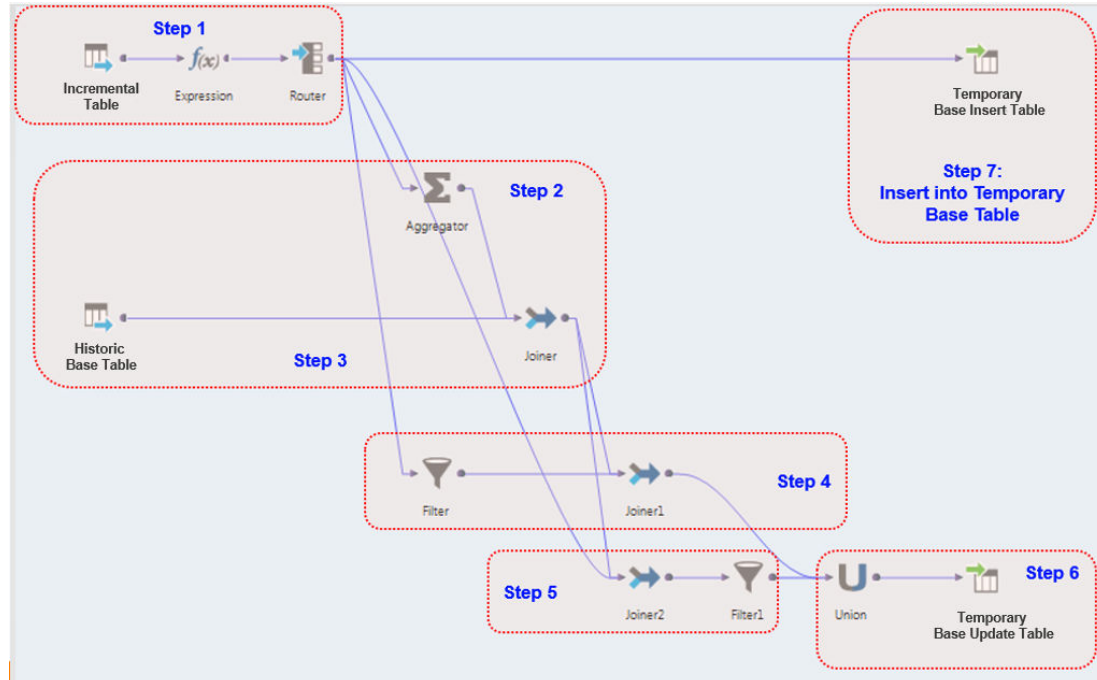 Step 1
f(x)
Incremental
Table
Expression
Router
Temporary
Base Insert Table
Step 7:
Insert into Temporary
Base Table
Step 2
Σ
Aggregator
Historic
Base Table
Step 3
Joiner
Filter
Joiner1
Step 4
Step 5
Joiner2
Filter1
U
Union
Step 6
Temporary
Base Update Table